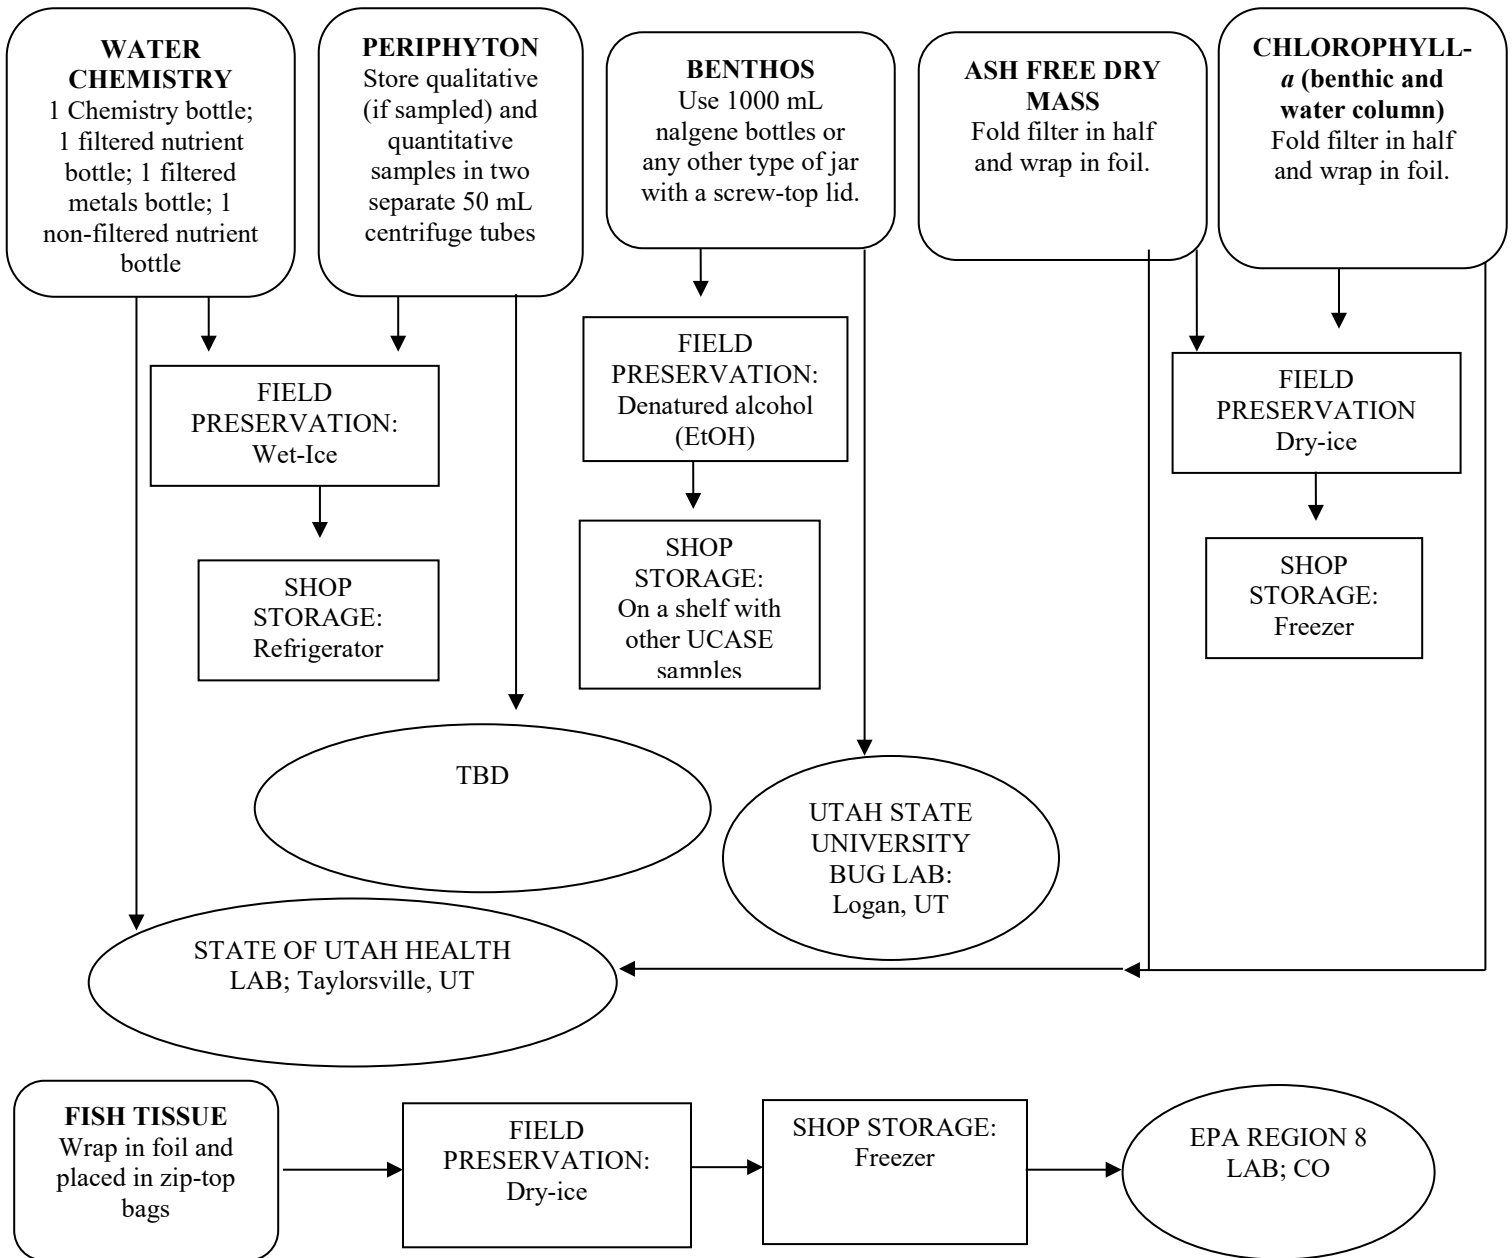 WATER
CHEMISTRY
1 Chemistry bottle;
1 filtered nutrient
bottle; 1 filtered
metals bottle; 1
non-filtered nutrient
bottle
PERIPHYTON
Store qualitative
(if sampled) and
quantitative
samples in two
separate 50 mL
centrifuge tubes
BENTHOS
Use 1000 mL
nalgene bottles or
any other type of jar
with a screw-top lid.
ASH FREE DRY
MASS
Fold filter in half
and wrap in foil.
CHLOROPHYLL-
a (benthic and
water column)
Fold filter in half
and wrap in foil.
FIELD
PRESERVATION:
Wet-Ice
FIELD
PRESERVATION:
Denatured alcohol
(EtOH)
FIELD
PRESERVATION
Dry-ice
SHOP
STORAGE:
Refrigerator
SHOP
STORAGE:
On a shelf with
other UCASE
samples
SHOP
STORAGE:
Freezer
TBD
UTAH STATE
UNIVERSITY
BUG LAB:
Logan, UT
STATE OF UTAH HEALTH
LAB; Taylorsville, UT
FISH TISSUE
Wrap in foil and
placed in zip-top
bags
FIELD
PRESERVATION:
Dry-ice
SHOP STORAGE:
Freezer
EPA REGION 8
LAB; CO